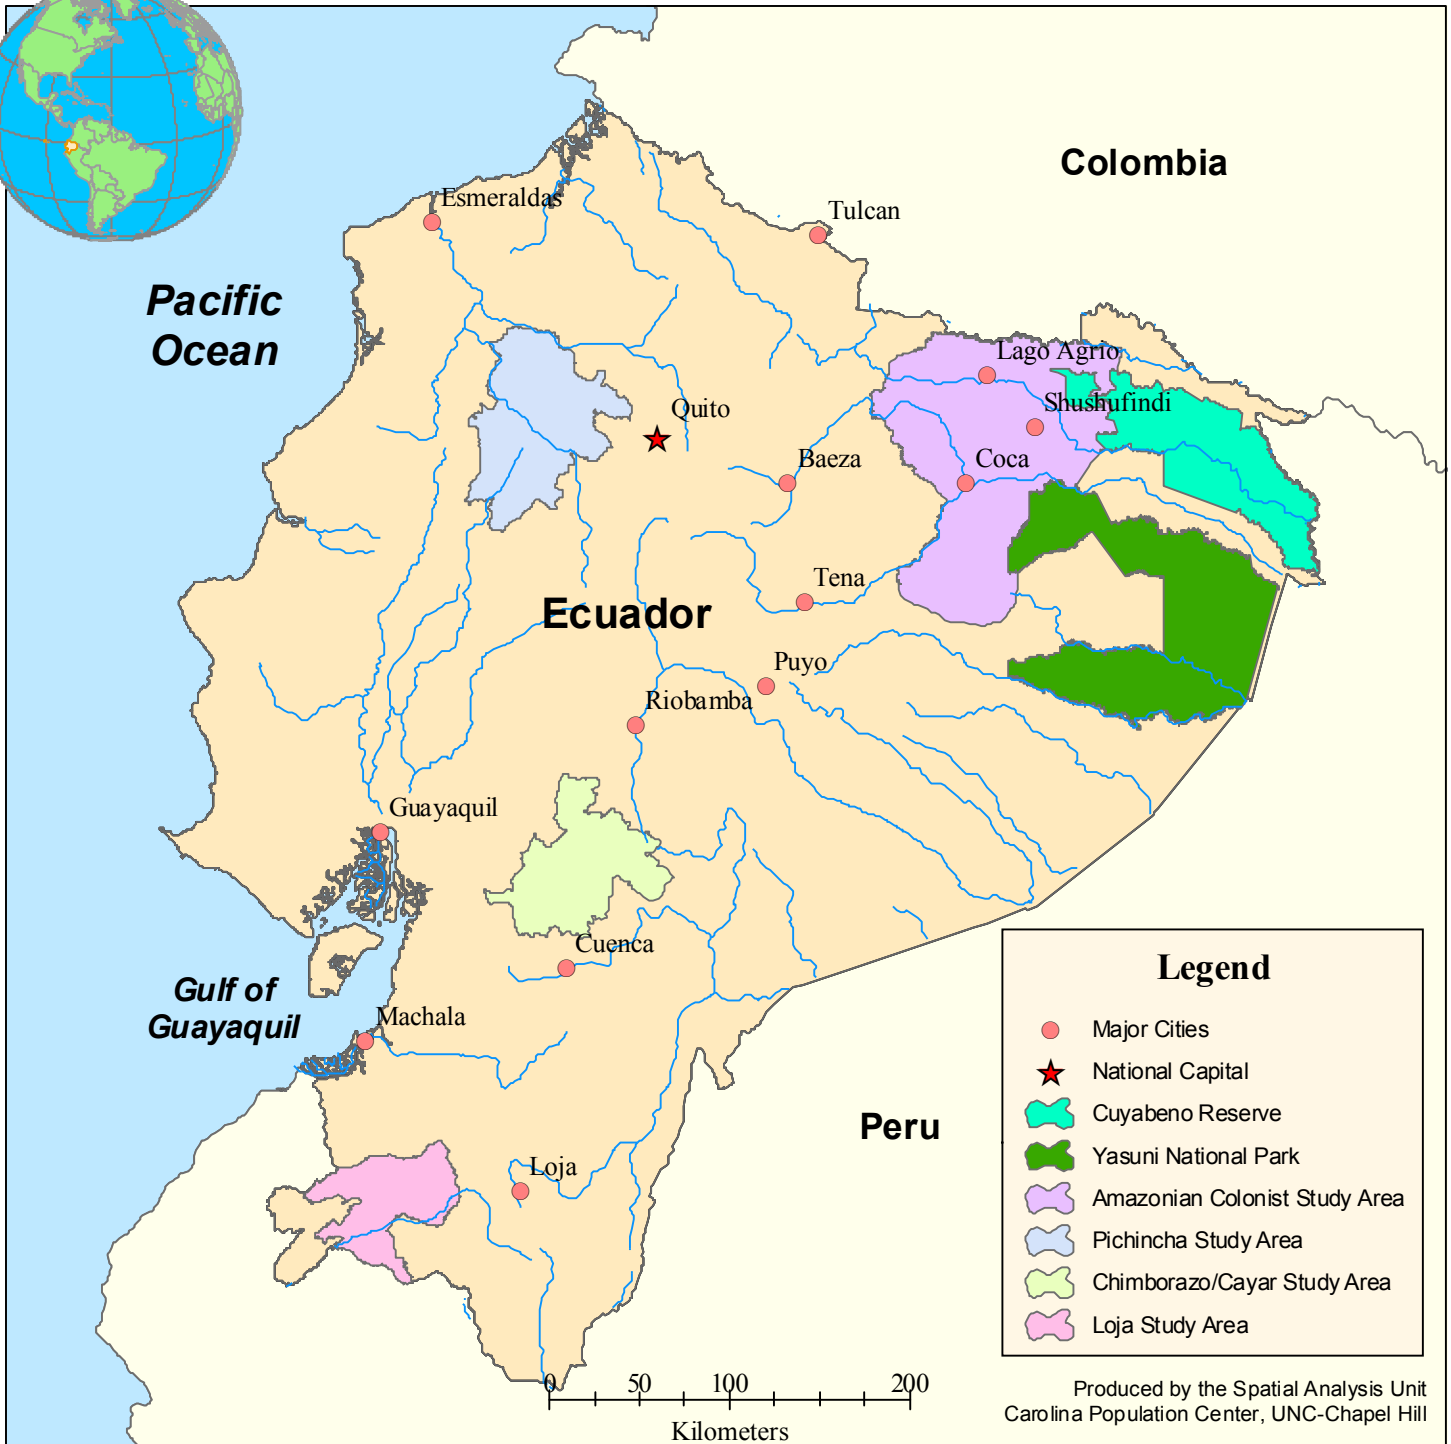 Colombia
Esmeraldas
Tulcan
Pacific
Ocean
Lago Agrio
Shushufindi
Quito
Baeza
Coca
Tena
Ecuador
Puyo
Riobamba
Guayaquil
Cuenca
Gulf of
Guayaquil
Machala
Peru
Loja
Legend
Major Cities
National Capital
Cuyabeno Reserve
Yasuni National Park
Amazonian Colonist Study Area
Pichincha Study Area
Chimborazo/Cayar Study Area
Loja Study Area
0 50 100 200
Kilometers
Produced by the Spatial Analysis Unit
Carolina Population Center, UNC-Chapel Hill